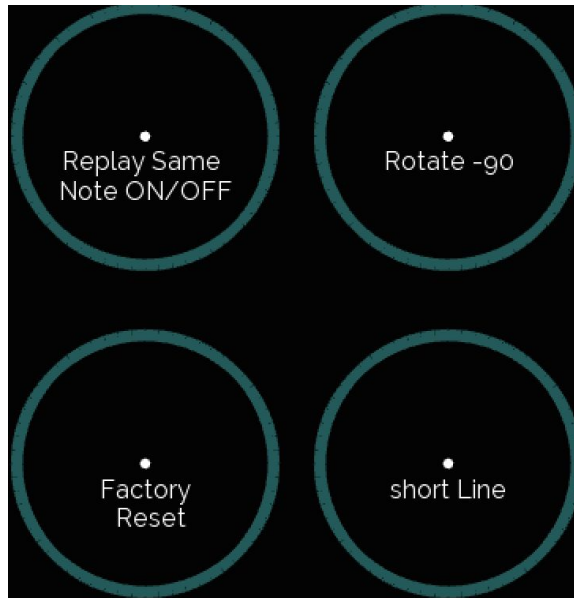 Replay Same
Note ON/OFF
Rotate -90
Factory
Reset
short Line